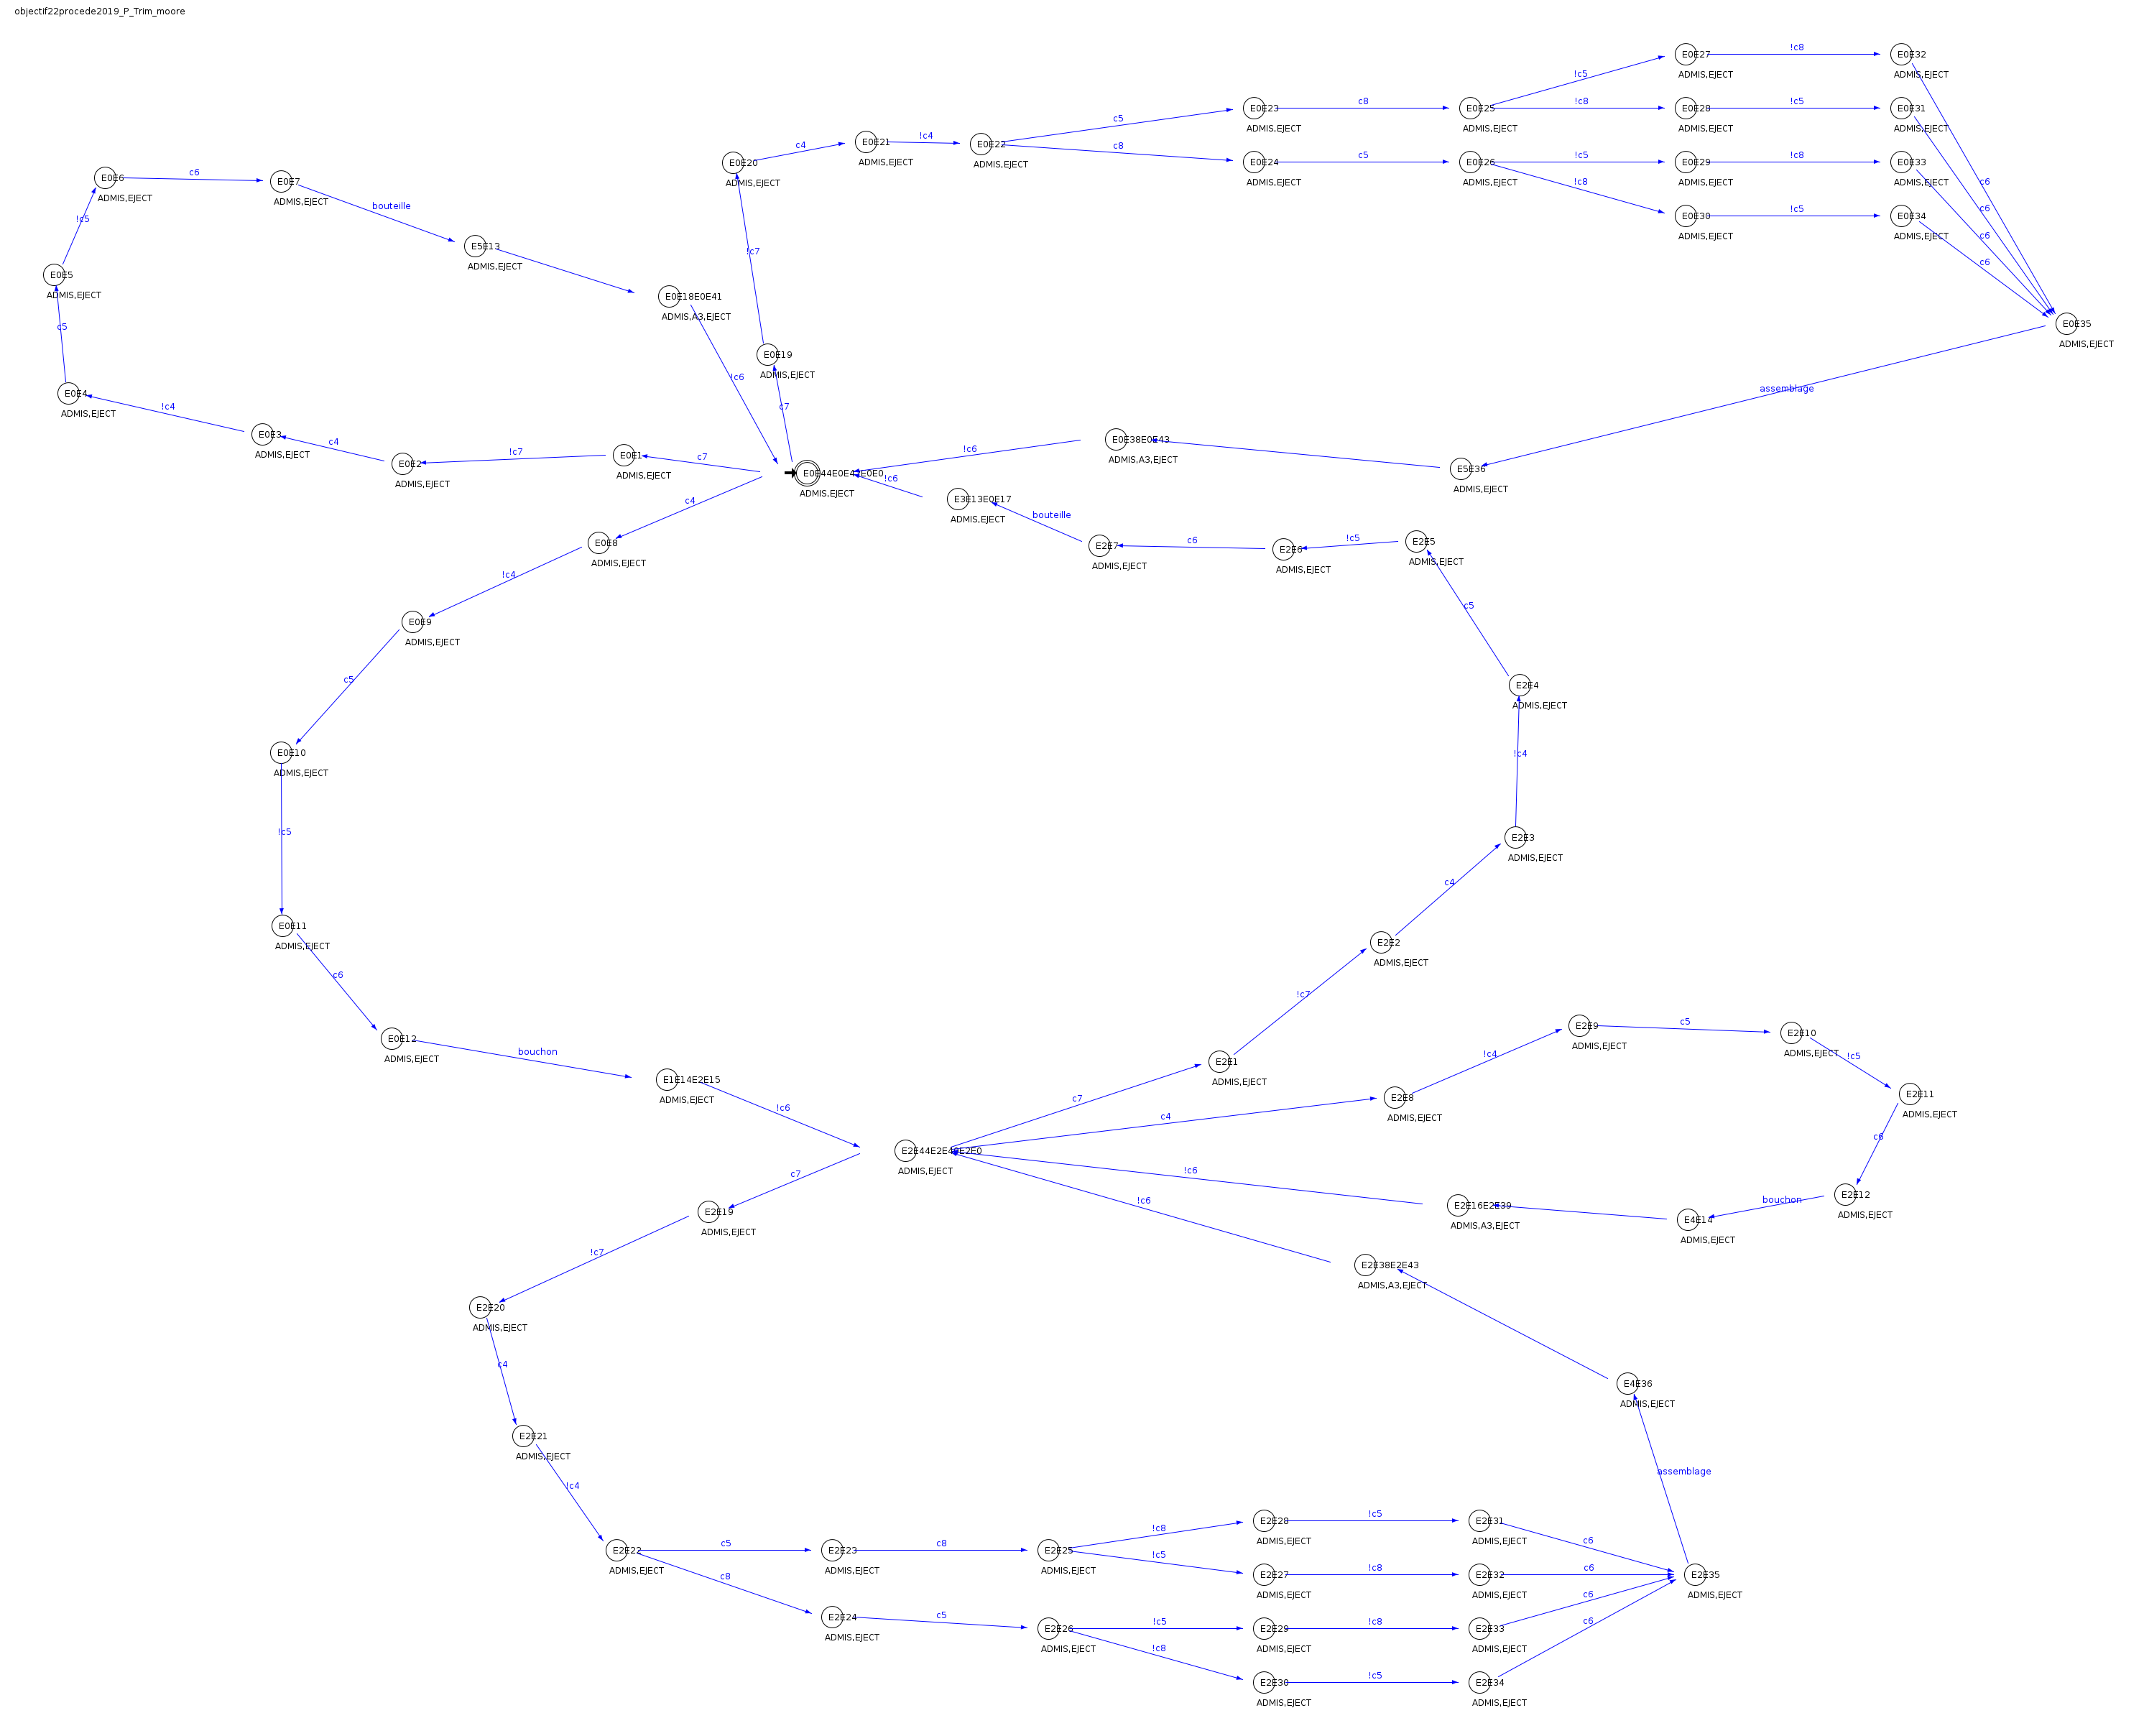 objectif22procede2019_P_Trim_moore
E0E27
!c8
E0E32
ADMIS,EJECT
ADMIS,EJECT
!c5
E0E23
c8
E0E25
!c8
E0E28
!c5
E0E31
ADMIS,EJECT
ADMIS,EJECT
ADMIS,EJECT
ADMIS,EJECT
c5
E0E20
c4
E0E21
!c4
E0E22
ADMIS,EJECT
ADMIS,EJECT
ADMIS,EJECT
c8
E0E24
c5
E0E26
!c5
E0E29
!c8
E0E33
ADMIS,EJECT
ADMIS,EJECT
ADMIS,EJECT
ADMIS,EJECT
!c8
E0E30
!c5
E0E34
ADMIS,EJECT
ADMIS,EJECT
c6
c6
c6
c6
E0E6
c6
E0E7
ADMIS,EJECT
ADMIS,EJECT
bouteille
!c5
E5E13
ADMIS,EJECT
!c7
E0E5
ADMIS,EJECT
E0E18E0E41
ADMIS,A3,EJECT
E0E35
ADMIS,EJECT
c5
E0E19
ADMIS,EJECT
!c6
assemblage
E0E4
ADMIS,EJECT
!c4
c7
E0E3
ADMIS,EJECT
c4
E0E38E0E43
ADMIS,A3,EJECT
!c6
E0E2
ADMIS,EJECT
!c7
E0E1
ADMIS,EJECT
c7
E0E44E0E42E0E0
ADMIS,EJECT
E5E36
ADMIS,EJECT
!c6
c4
E3E13E0E17
ADMIS,EJECT
bouteille
E0E8
ADMIS,EJECT
E2E7
ADMIS,EJECT
c6
E2E6
ADMIS,EJECT
!c5
E2E5
ADMIS,EJECT
!c4
c5
E0E9
ADMIS,EJECT
c5
E2E4
ADMIS,EJECT
E0E10
ADMIS,EJECT
!c4
!c5
E2E3
ADMIS,EJECT
c4
E0E11
ADMIS,EJECT
E2E2
ADMIS,EJECT
c6
!c7
E0E12
ADMIS,EJECT
bouchon
E2E9
ADMIS,EJECT
c5
E2E10
ADMIS,EJECT
!c4
!c5
E2E1
ADMIS,EJECT
E1E14E2E15
ADMIS,EJECT
c7
E2E8
ADMIS,EJECT
E2E11
ADMIS,EJECT
!c6
c4
c6
E2E44E2E42E2E0
ADMIS,EJECT
c7
!c6
!c6
bouchon
E2E12
ADMIS,EJECT
E2E19
ADMIS,EJECT
E2E16E2E39
ADMIS,A3,EJECT
E4E14
ADMIS,EJECT
!c7
E2E38E2E43
ADMIS,A3,EJECT
E2E20
ADMIS,EJECT
c4
E4E36
ADMIS,EJECT
E2E21
ADMIS,EJECT
assemblage
!c4
E2E28
!c5
E2E31
ADMIS,EJECT
ADMIS,EJECT
!c8
c6
E2E22
c5
E2E23
c8
E2E25
ADMIS,EJECT
ADMIS,EJECT
ADMIS,EJECT
!c5
E2E27
!c8
E2E32
c6
E2E35
ADMIS,EJECT
ADMIS,EJECT
ADMIS,EJECT
c8
c6
E2E24
c5
E2E26
!c5
E2E29
!c8
E2E33
c6
ADMIS,EJECT
ADMIS,EJECT
ADMIS,EJECT
ADMIS,EJECT
!c8
E2E30
!c5
E2E34
ADMIS,EJECT
ADMIS,EJECT